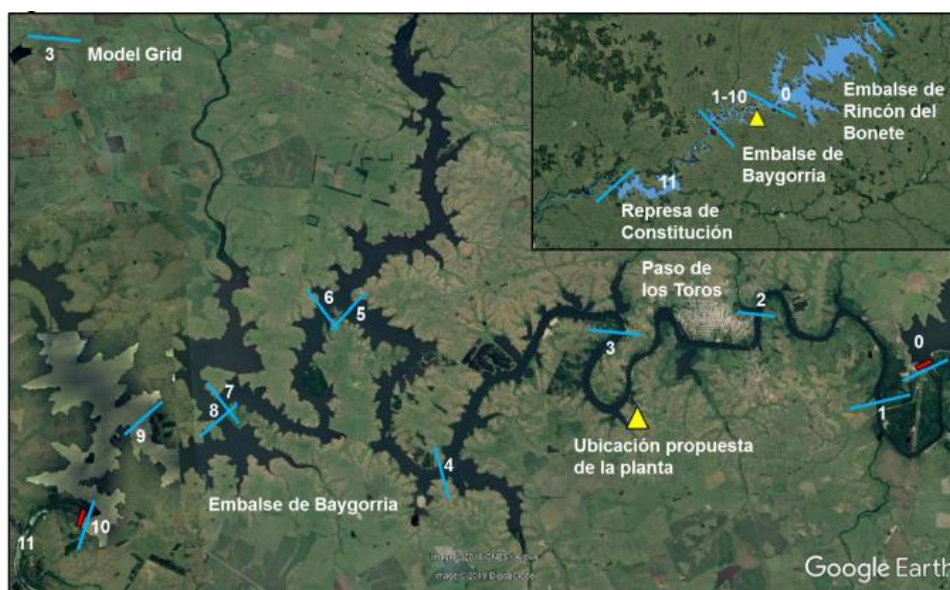 3
Model Grid
0
1-10
Embalse de
Rincón del
Bonete
Embalse de
Baygorria
11
Represa de
Constitución
Paso de
los Toros
2
6
5
3
0
7
8
1
9
Ubicación propuesta
de la planta
4
Embalse de Baygorria
10
11
Google Earth